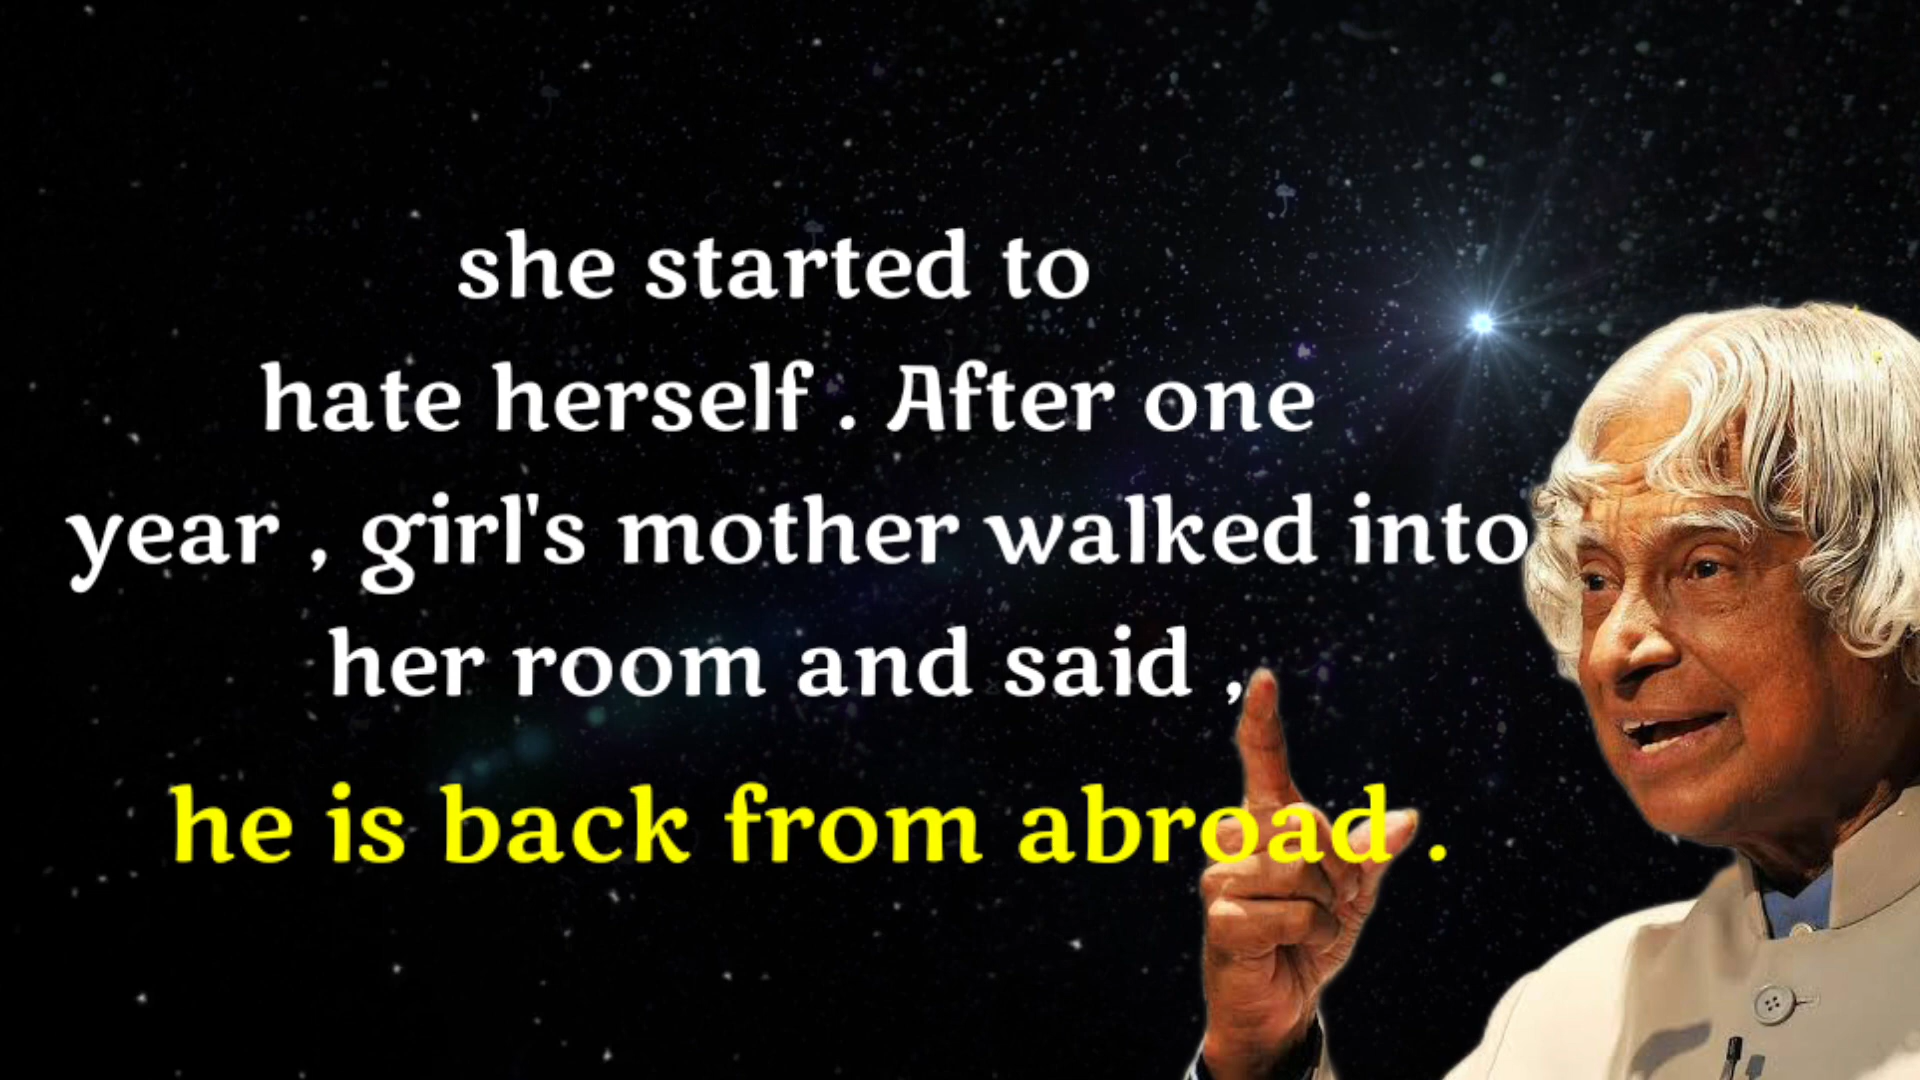 she started to
hate herself . After one
year , girl's mother walked into
her room and said ,
he is back from abroad .